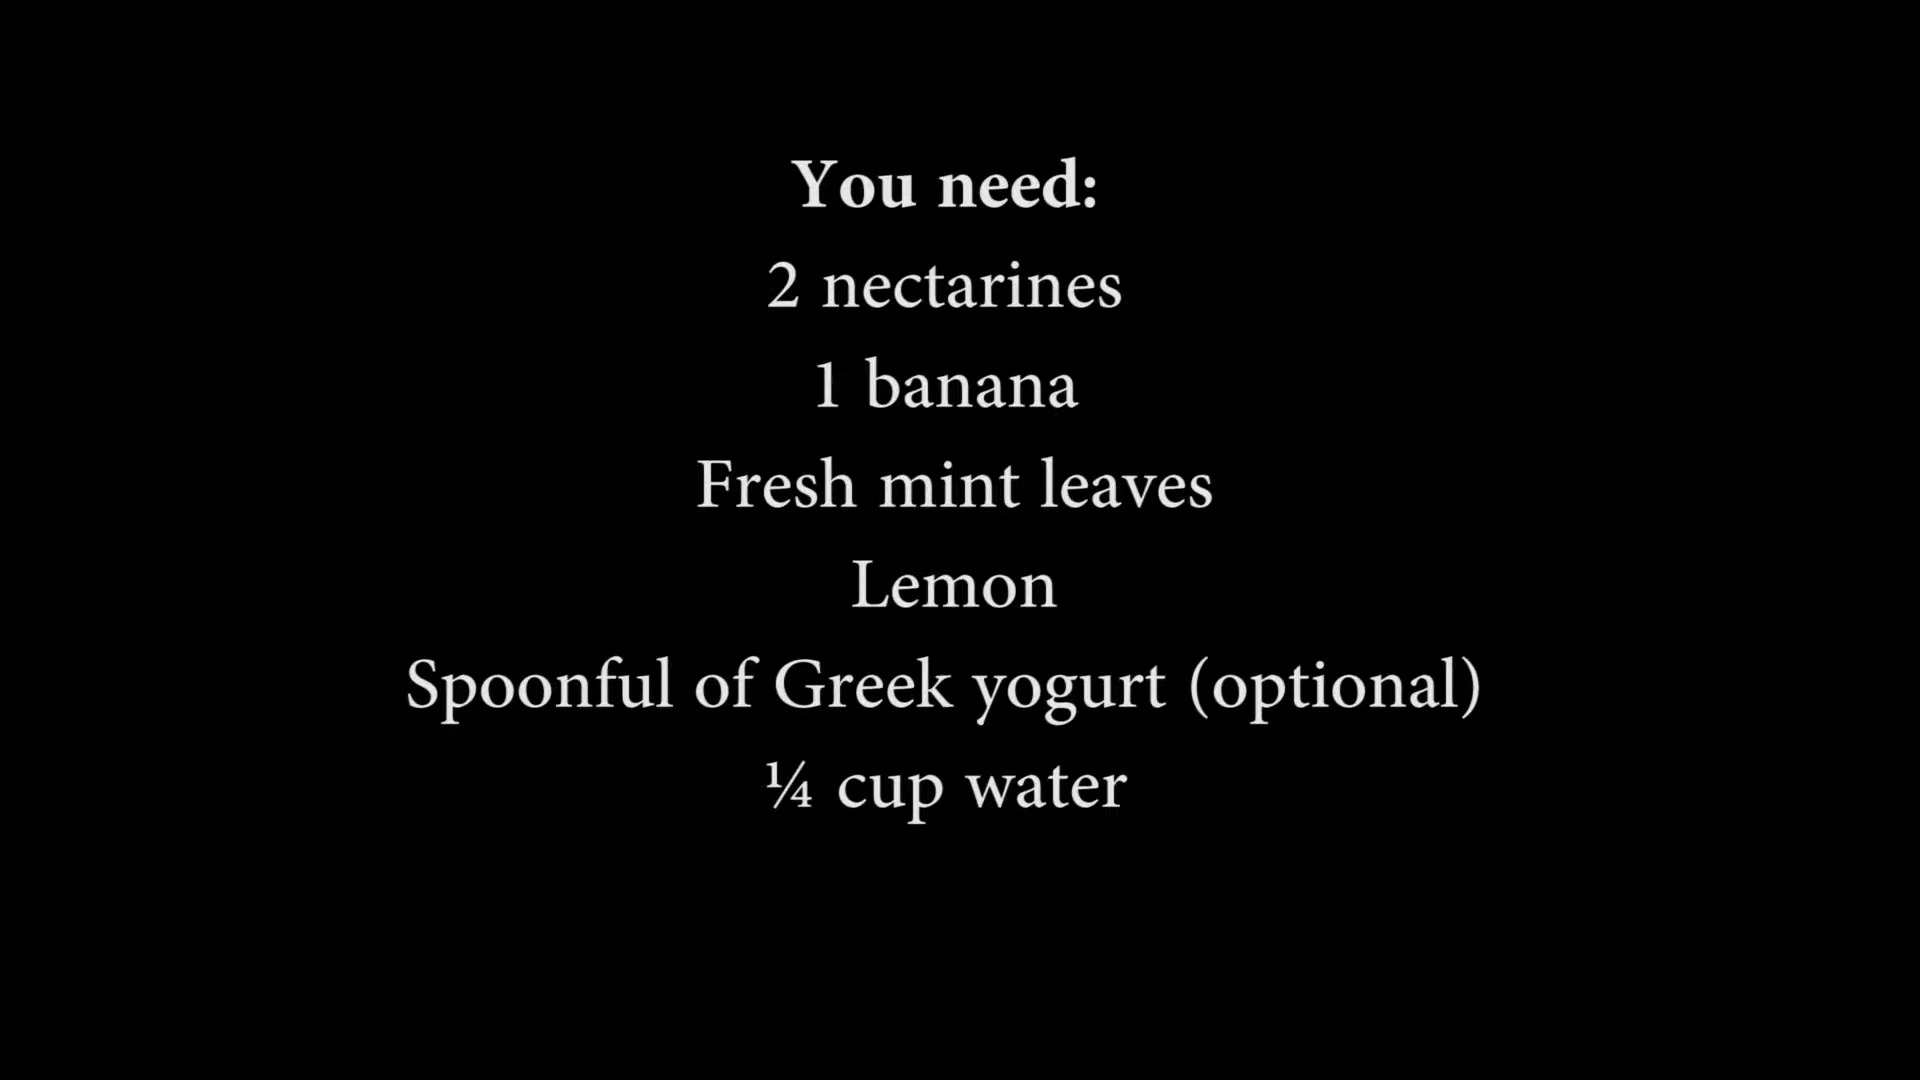 You need:
2 nectarines
1 banana
Fresh mint leaves
Lemon
Spoonful of Greek yogurt (optional)
¼ cup water